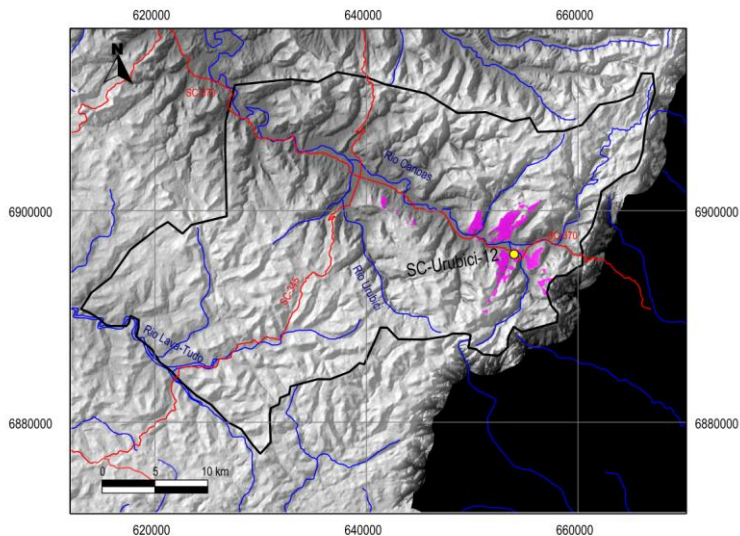 620000
640000
660000
N
SC-370
Rio Canoas
6900000
6900000
SC-370
SC-Urubici-12
Rio Urubici
SC-345
Rio Lava-Tudo
6880000
6880000
0
5
10 km
620000
640000
660000